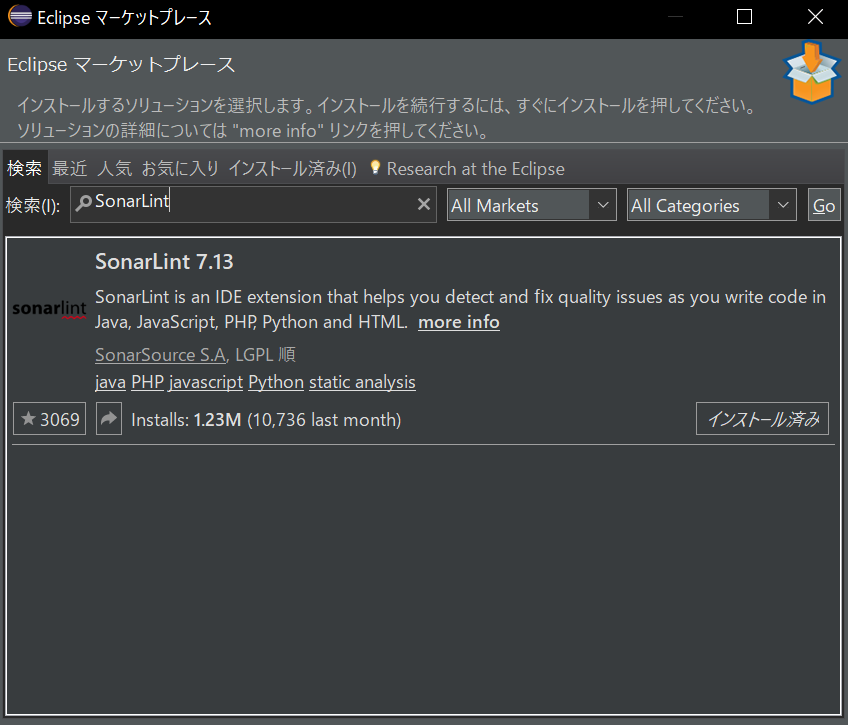 Eclipse マーケットプレース
Eclipse マーケットプレース
インストールするソリューションを選択します。インストールを続行するには、すぐにインストールを押してください。
ソリューションの詳細については "more info" リンクを押してください。
検索 最近 人気 お気に入り インストール済み(I) Research at the Eclipse
検索(I): SonarLint All Markets All Categories Go
SonarLint 7.13
sonarlint
SonarLint is an IDE extension that helps you detect and fix quality issues as you write code in
Java, JavaScript, PHP, Python and HTML. more info
SonarSource S.A, LGPL 順
java PHP javascript Python static analysis
3069 Installs: 1.23M (10,736 last month) インストール済み